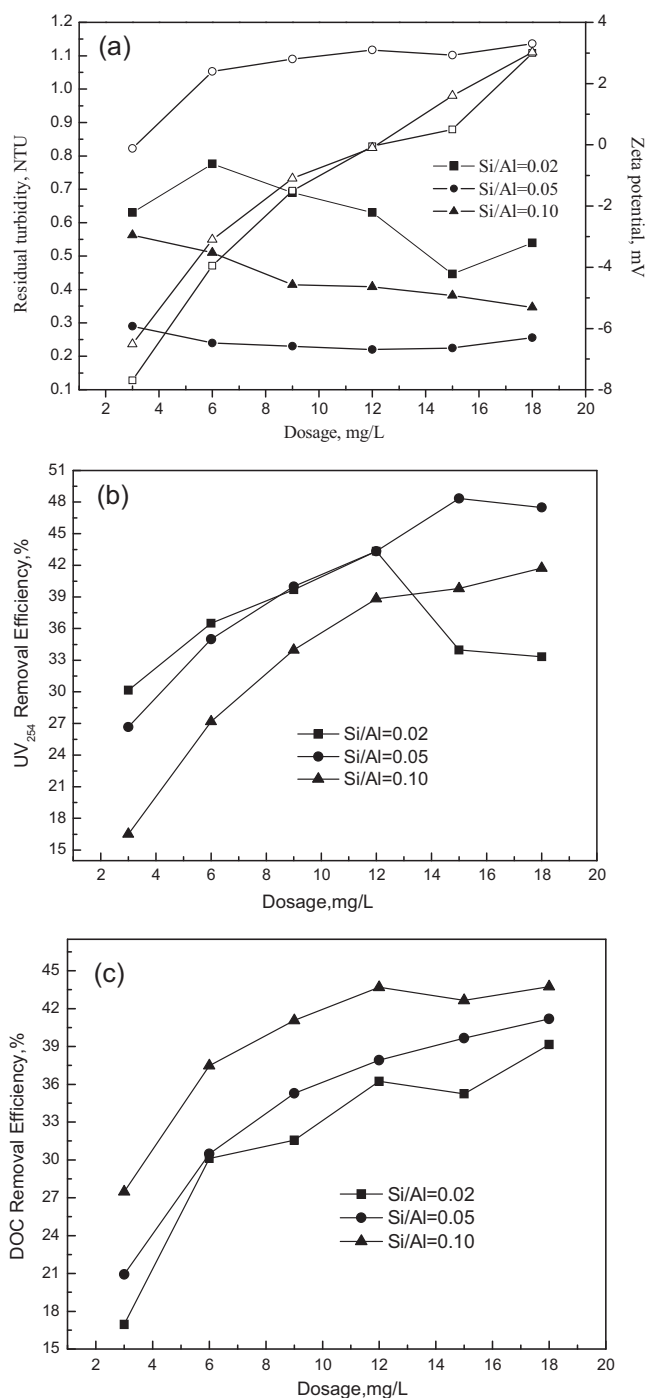 (a)
1.2
1.1
1.0
0.9
0.8
0.7
0.6
0.5
0.4
0.3
0.2
0.1
Residual turbidity, NTU
4
2
0
-2
-4
-6
-8
Zeta potential, mV
Si/Al=0.02
Si/Al=0.05
Si/Al=0.10
2 4 6 8 10 12 14 16 18 20
Dosage, mg/L
(b)
51
48
45
42
39
36
33
30
27
24
21
18
15
UV254 Removal Efficiency,%
Si/Al=0.02
Si/Al=0.05
Si/Al=0.10
2 4 6 8 10 12 14 16 18 20
Dosage,mg/L
(c)
45
42
39
36
33
30
27
24
21
18
15
DOC Removal Efficiency,%
Si/Al=0.02
Si/Al=0.05
Si/Al=0.10
2 4 6 8 10 12 14 16 18 20
Dosage,mg/L